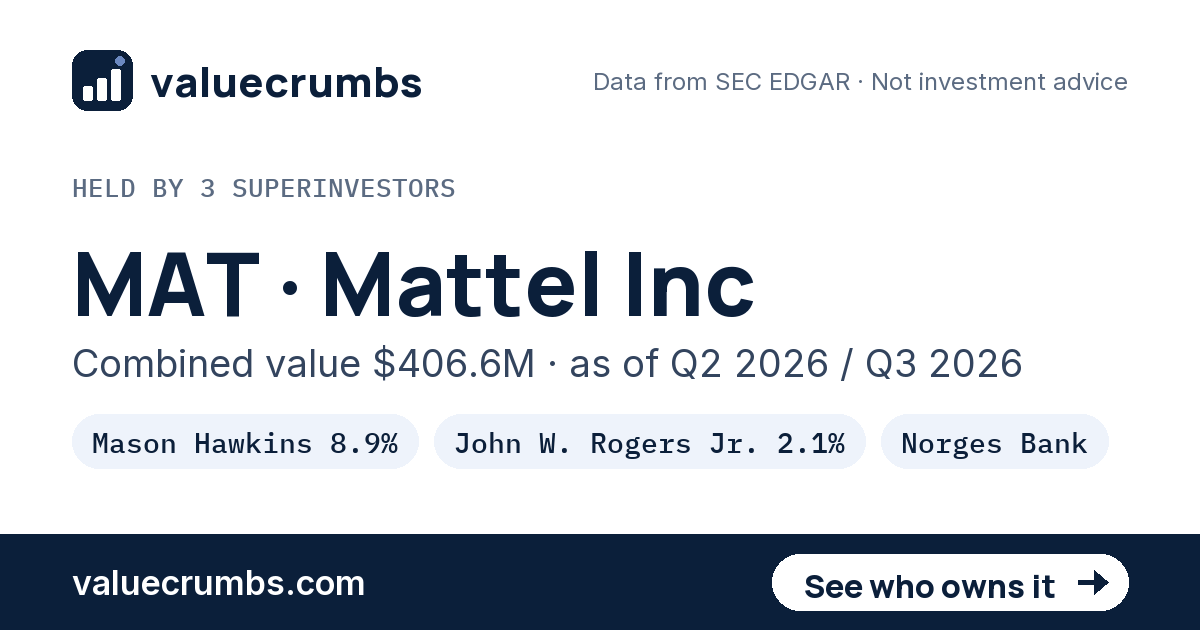 valuecrumbs
Data from SEC EDGAR · Not investment advice
HELD BY 3 SUPERINVESTORS
MAT · Mattel Inc
Combined value $406.6M · as of Q2 2026 / Q3 2026
Mason Hawkins 8.9%
John W. Rogers Jr. 2.1%
Norges Bank
valuecrumbs.com
See who owns it →